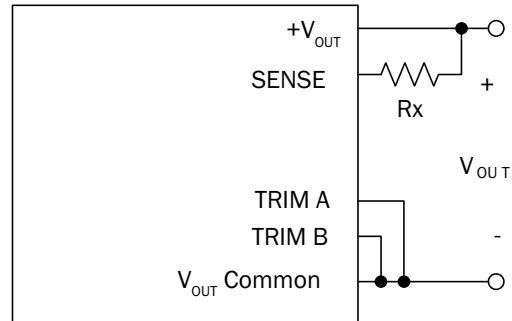 +VOUT
SENSE
Rx
+
VOUT
TRIM A
TRIM B
-
VOUT Common